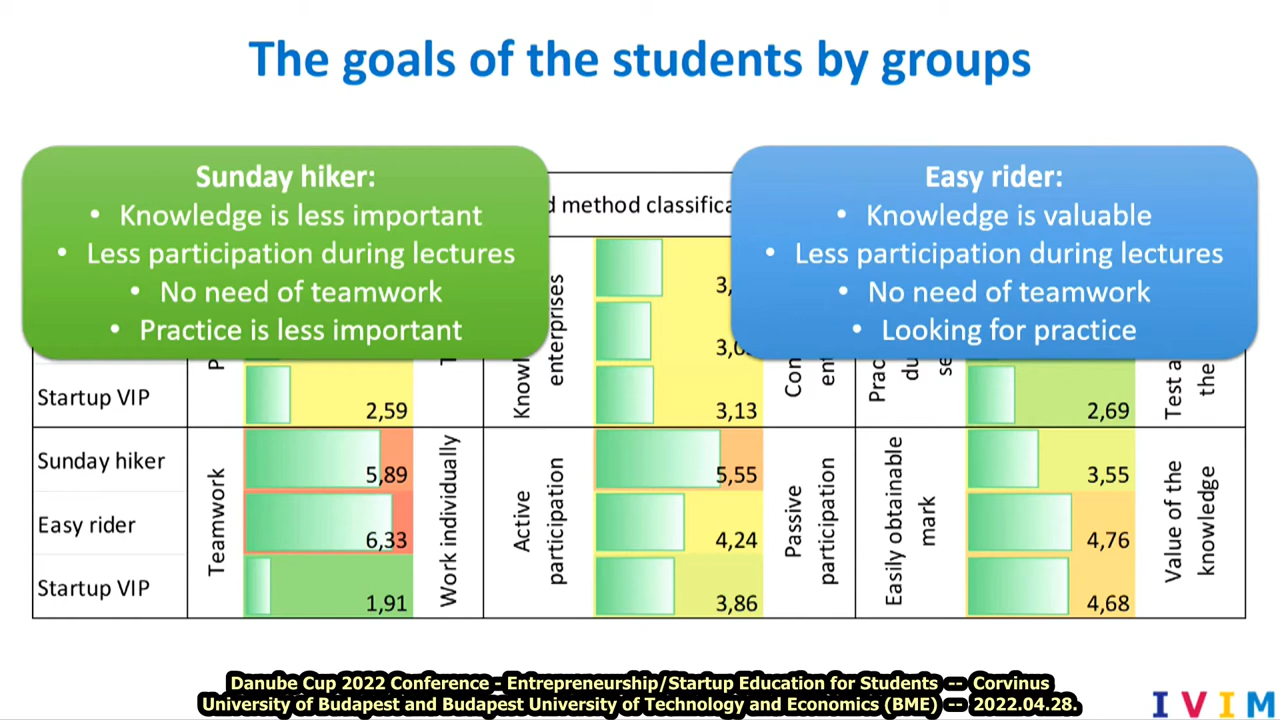 The goals of the students by groups
Sunday hiker:
• Knowledge is less important
• Less participation during lectures
• No need of teamwork
• Practice is less important
Easy rider:
• Knowledge is valuable
• Less participation during lectures
• No need of teamwork
• Looking for practice
d method classifica
enterprises
Startup VIP
2,59
3,13
2,69
Test a
the
Sunday hiker
Easy rider
Startup VIP
Teamwork
5,89
6,33
1,91
Work individually
Active
participation
5,55
4,24
3,86
Passive
participation
Easily obtainable
mark
3,55
4,76
4,68
Value of the
knowledge
Danube Cup 2022 Conference - Entrepreneurship/Startup Education for Students -- Corvinus
University of Budapest and Budapest University of Technology and Economics (BME) -- 2022.04.28.
IVIM